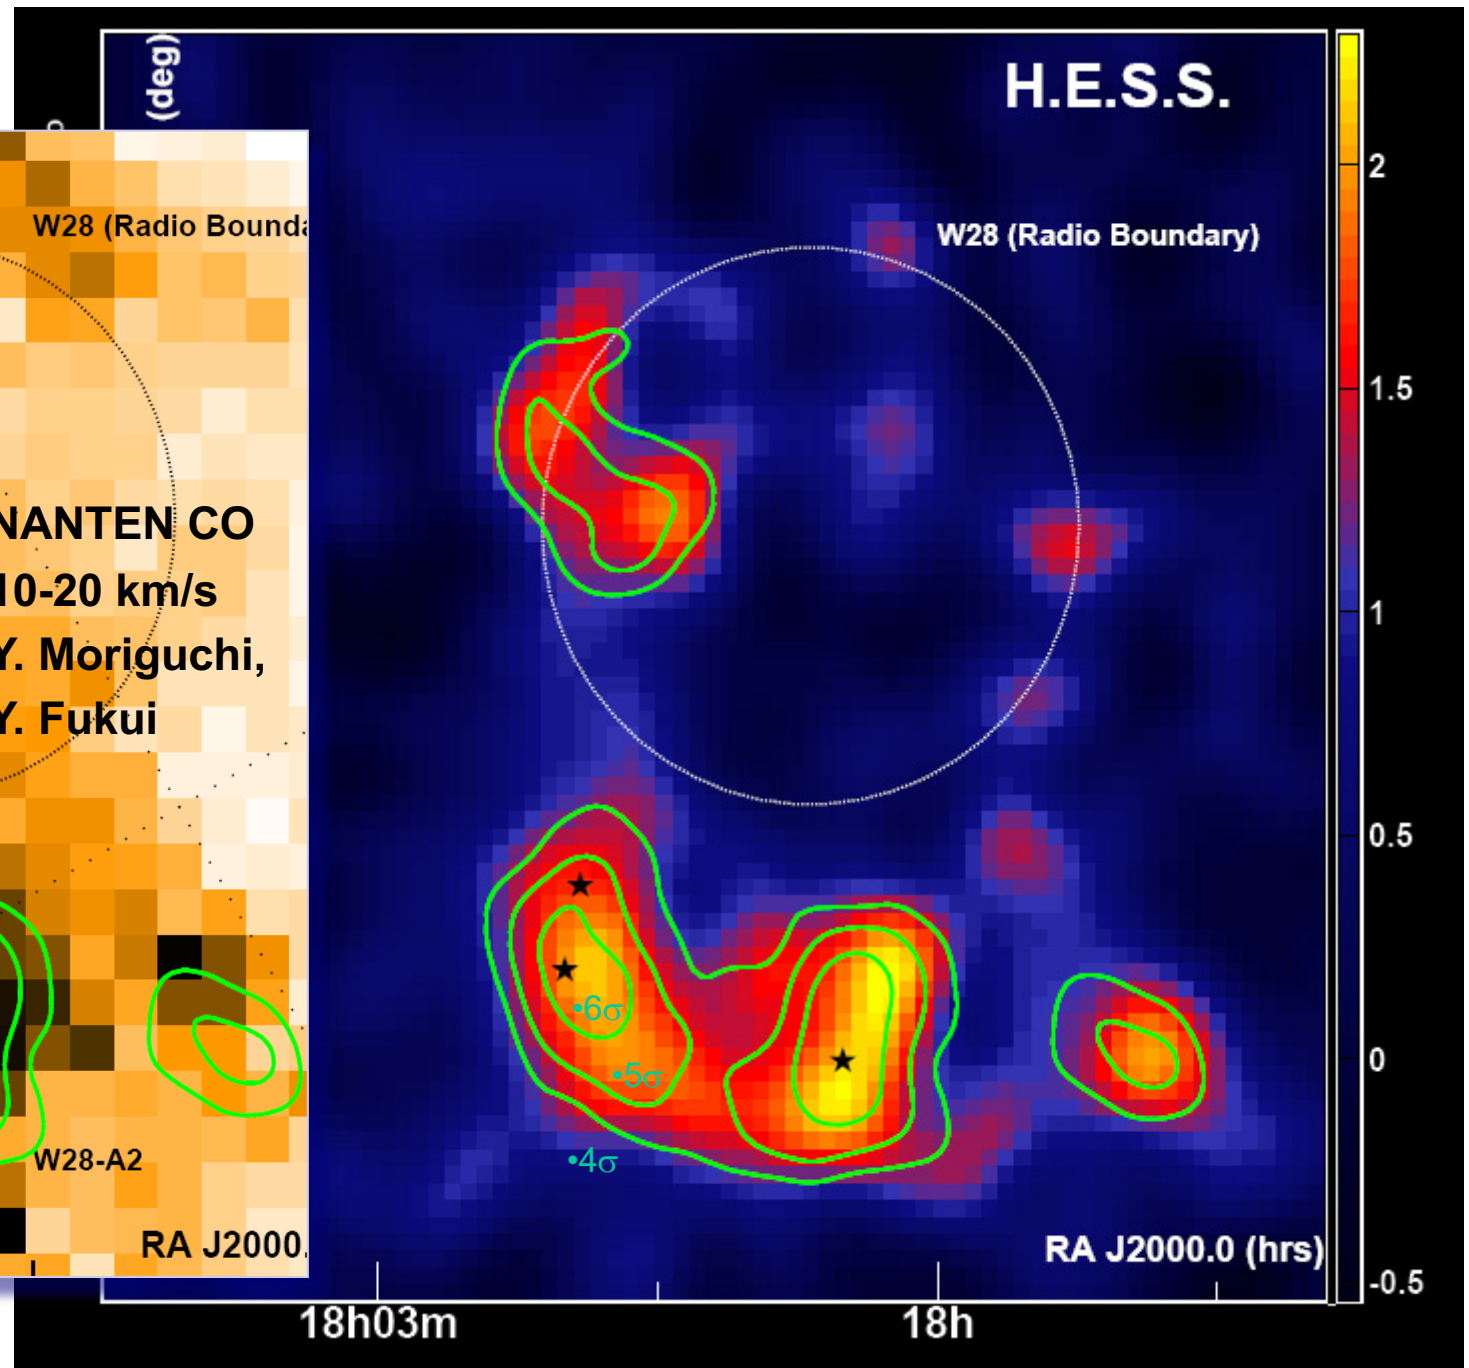 (deg)
H.E.S.S.
W28 (Radio Boundary)
W28 (Radio Bounda
NANTEN CO
10-20 km/s
Y. Moriguchi,
Y. Fukui
W28-A2
RA J2000.
•6σ
•5σ
•4σ
RA J2000.0 (hrs)
18h03m
18h
2
1.5
1
0.5
0
-0.5